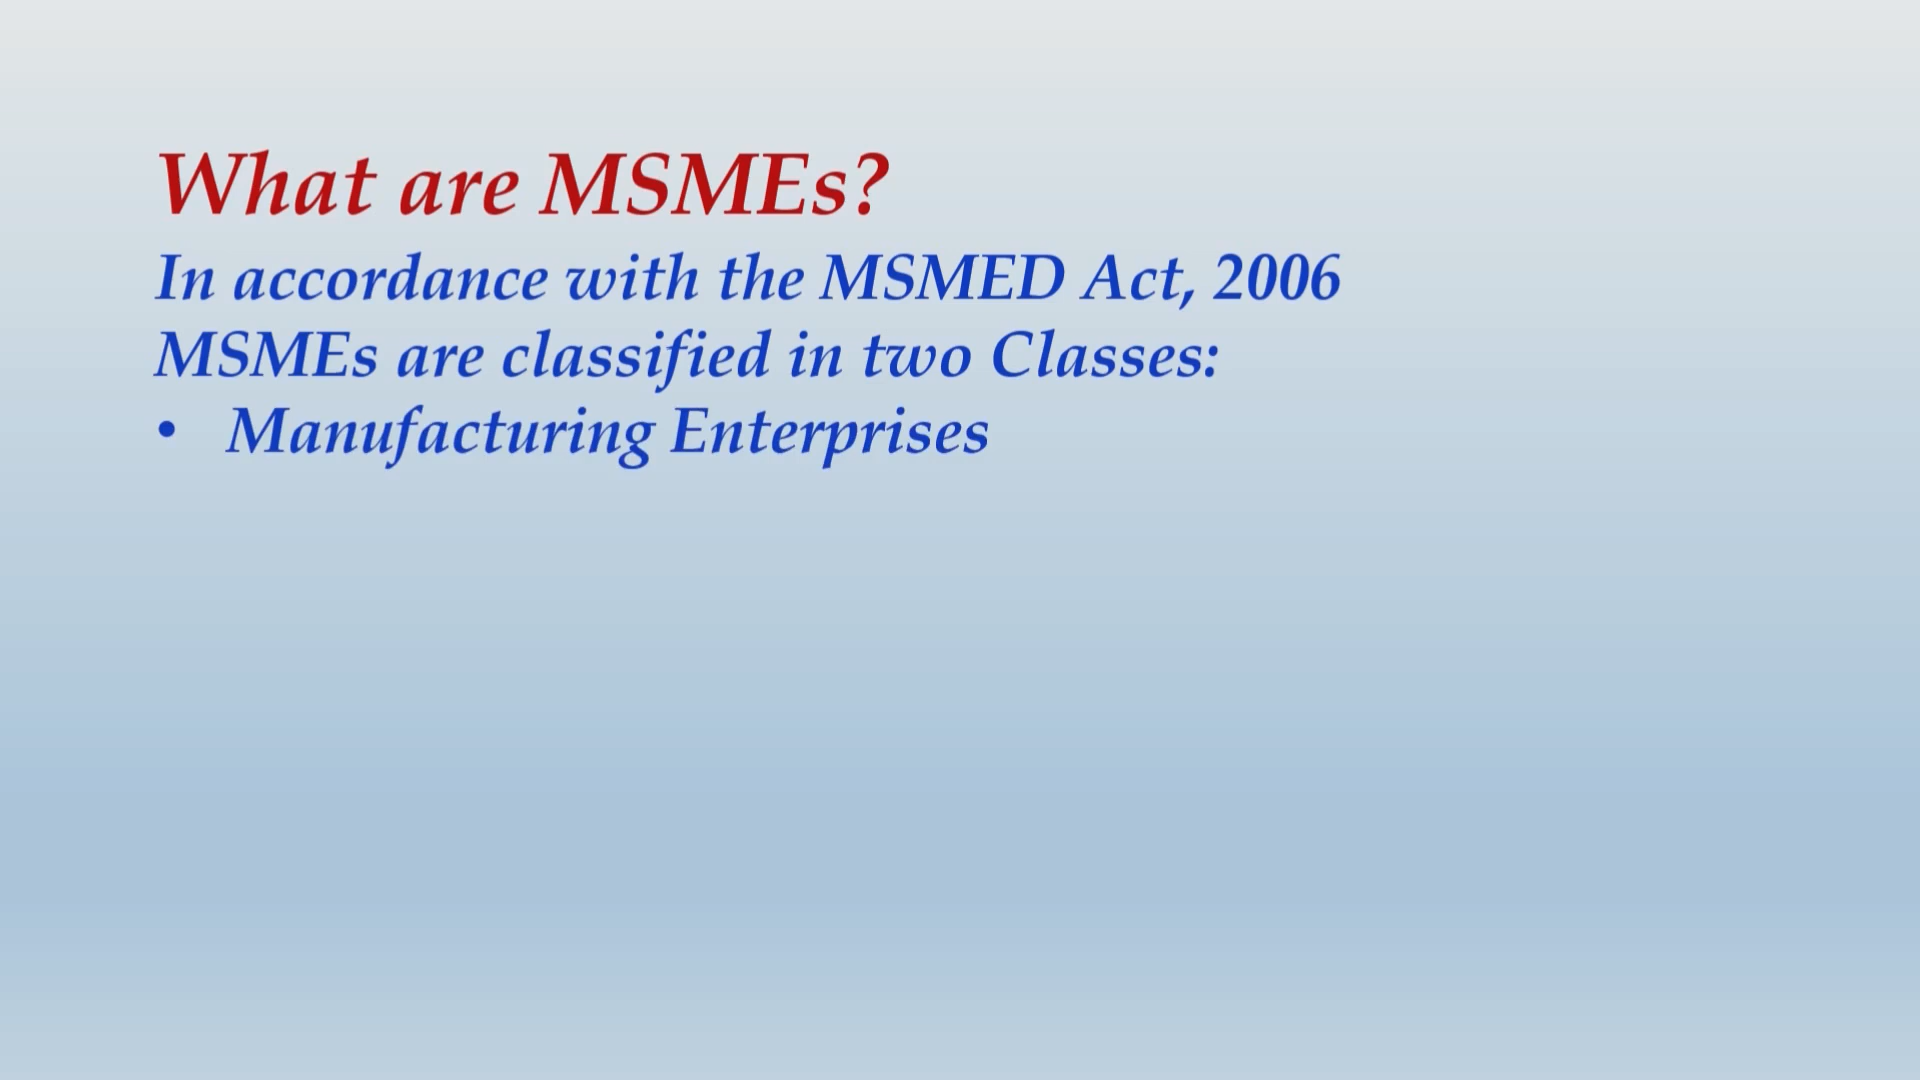 What are MSMEs?
In accordance with the MSMED Act, 2006
MSMEs are classified in two Classes:
• Manufacturing Enterprises